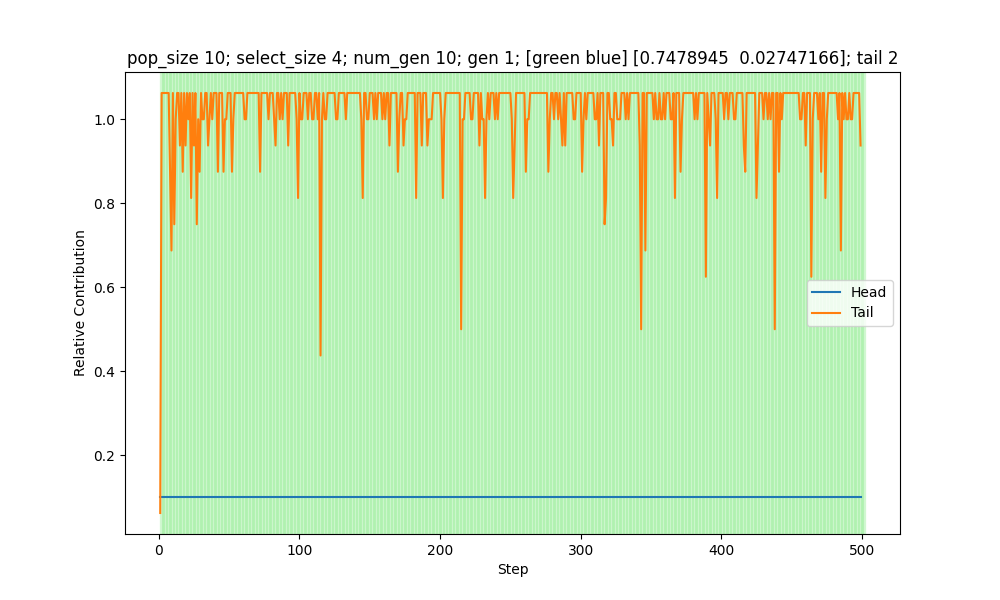 pop_size 10; select_size 4; num_gen 10; gen 1; [green blue] [0.7478945  0.02747166]; tail 2
1.0
0.8
0.6
0.4
0.2
Relative Contribution
Head
Tail
0 100 200 300 400 500
Step